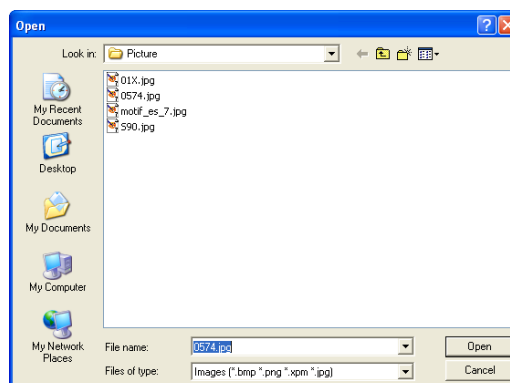 Open
Look in:
Picture
01X.jpg
0574.jpg
motif_es_7.jpg
S90.jpg
My Recent
Documents
Desktop
My Documents
My Computer
My Network
Places
File name:
0574.jpg
Open
Files of type:
Images (*.bmp *.png *.xpm *.jpg)
Cancel